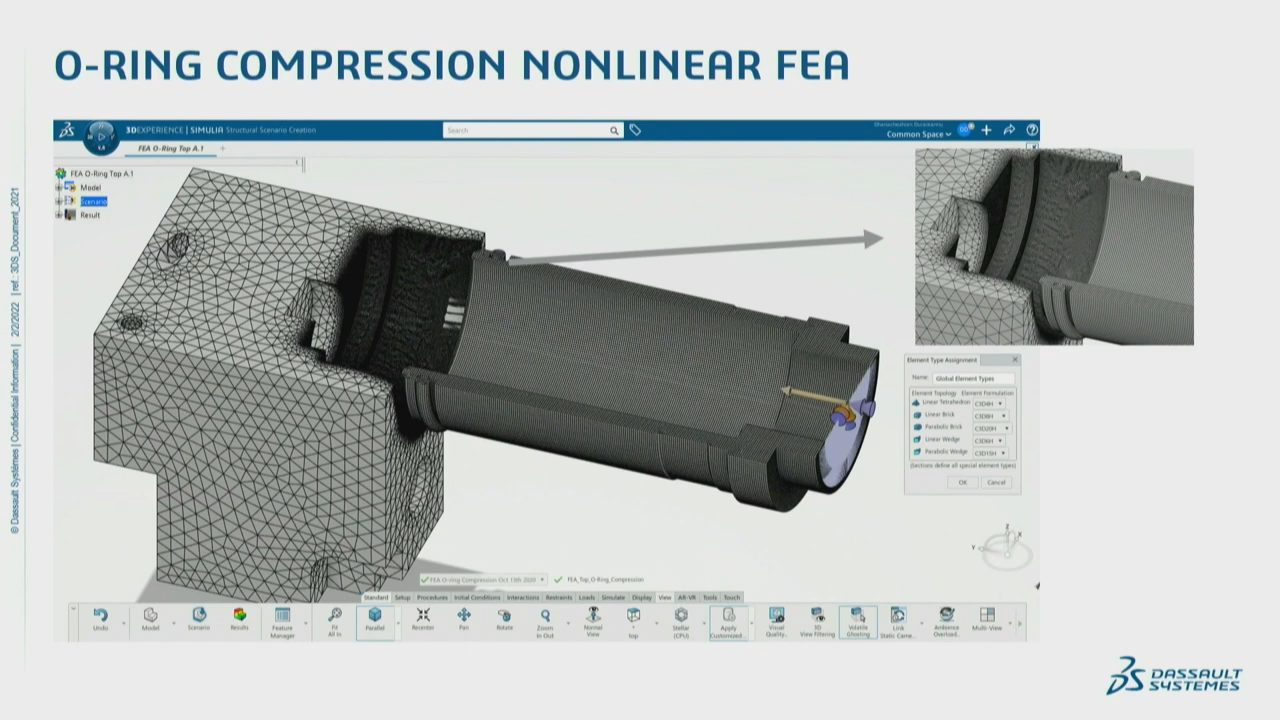 O-RING COMPRESSION NONLINEAR FEA
3DEXPERIENCE | SIMULIA Structural Scenario Creation
Search
Common Space
FEA O-Ring Top A.1
+
FEA O-Ring Top A.1
Model
Scenario
Result
Element Type Assignment
Name: Global Element Types
Element Topology Element Formulation
Linear Tetrahedron C3D4H
Linear Brick C3D8H
Parabolic Brick C3D20H
Linear Wedge C3D6H
Parabolic Wedge C3D15H
(Sections define all special element types)
OK Cancel
Z
Y X
FEA O-ring Compression Oct 19th 2020 FEA_Top_O-Ring_Compression
Standard Setup Procedures Initial Conditions Interactions Restraints Loads Simulate Display View AR-VR Tools Touch
Undo
Model
Scenario
Results
Feature
Manager
Fit
All In
Parallel
Recenter
Pan
Rotate
Zoom
In Out
Normal
View
top
Stellar
(CPU)
Apply
Customized...
Visual
Quality...
3D
View Filtering
Volatile
Ghosting
Link
Static Came...
Ambience
Overload...
Multi-View
© Dassault Systèmes | Confidential Information | 2/2/2022 | ref.: 3DS_Document_2021
DASSAULT
SYSTEMES